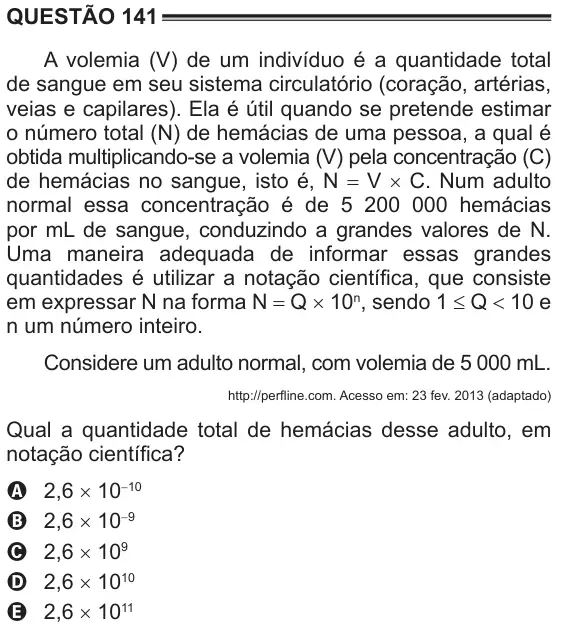 QUESTÃO 141
A volemia (V) de um indivíduo é a quantidade total
de sangue em seu sistema circulatório (coração, artérias,
veias e capilares). Ela é útil quando se pretende estimar
o número total (N) de hemácias de uma pessoa, a qual é
obtida multiplicando-se a volemia (V) pela concentração (C)
de hemácias no sangue, isto é, N = V × C. Num adulto
normal essa concentração é de 5 200 000 hemácias
por mL de sangue, conduzindo a grandes valores de N.
Uma maneira adequada de informar essas grandes
quantidades é utilizar a notação científica, que consiste
em expressar N na forma N = Q × 10ⁿ, sendo 1 ≤ Q < 10 e
n um número inteiro.
Considere um adulto normal, com volemia de 5 000 mL.
http://perfline.com. Acesso em: 23 fev. 2013 (adaptado)
Qual a quantidade total de hemácias desse adulto, em
notação científica?
A 2,6 × 10⁻¹⁰
B 2,6 × 10⁻⁹
C 2,6 × 10⁹
D 2,6 × 10¹⁰
E 2,6 × 10¹¹